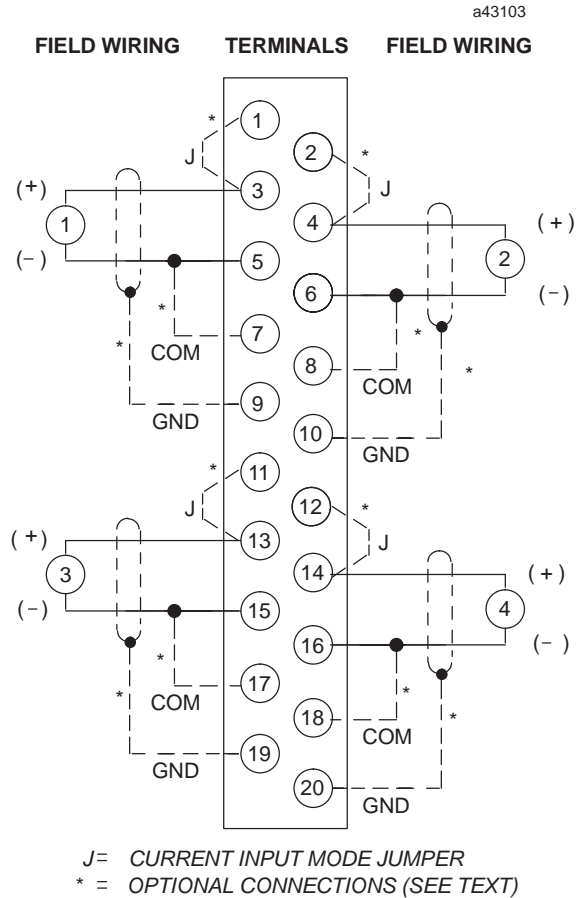 a43103
FIELD WIRING TERMINALS FIELD WIRING
* 1
J
2 *
J
(+) 3
1
4 (+)
(-) 5
2
6 (-)
* 7
COM
* 8 *
COM
* 9
GND
10 *
GND
* 11
J
12 *
J
(+) 13
3
14 (+)
(-) 15
4
16 (-)
* 17
COM
18 *
COM
* 19
GND
20 *
GND
J= CURRENT INPUT MODE JUMPER
* = OPTIONAL CONNECTIONS (SEE TEXT)